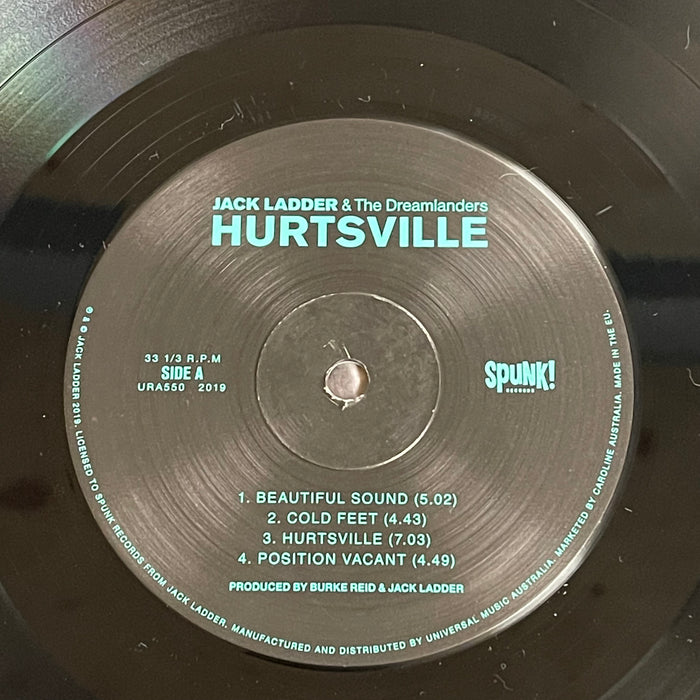 JACK LADDER & The Dreamlanders
HURTSVILLE
33 1/3 R.P.M
SIDE A
URA550 2019
SPUNK!
RECORDS
1. BEAUTIFUL SOUND (5.02)
2. COLD FEET (4.43)
3. HURTSVILLE (7.03)
4. POSITION VACANT (4.49)
PRODUCED BY BURKE REID & JACK LADDER
℗ & © JACK LADDER 2019. LICENSED TO SPUNK RECORDS FROM JACK LADDER. MANUFACTURED AND DISTRIBUTED BY UNIVERSAL MUSIC AUSTRALIA. MARKETED BY CAROLINE AUSTRALIA. MADE IN THE EU.